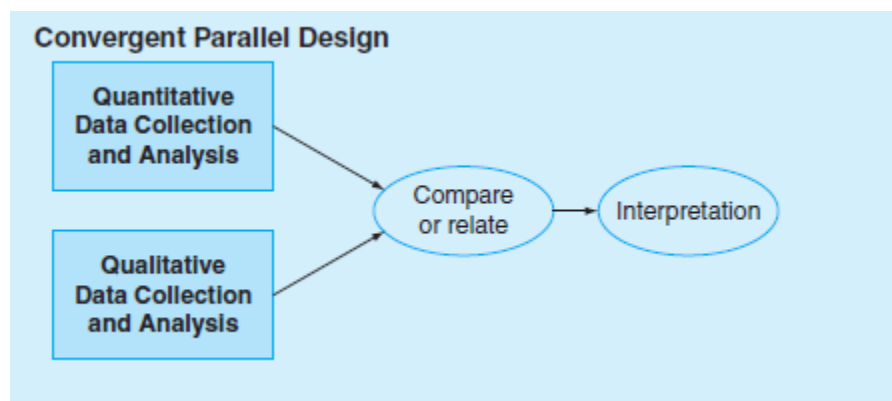 Convergent Parallel Design
Quantitative
Data Collection
and Analysis
Compare
or relate
Interpretation
Qualitative
Data Collection
and Analysis